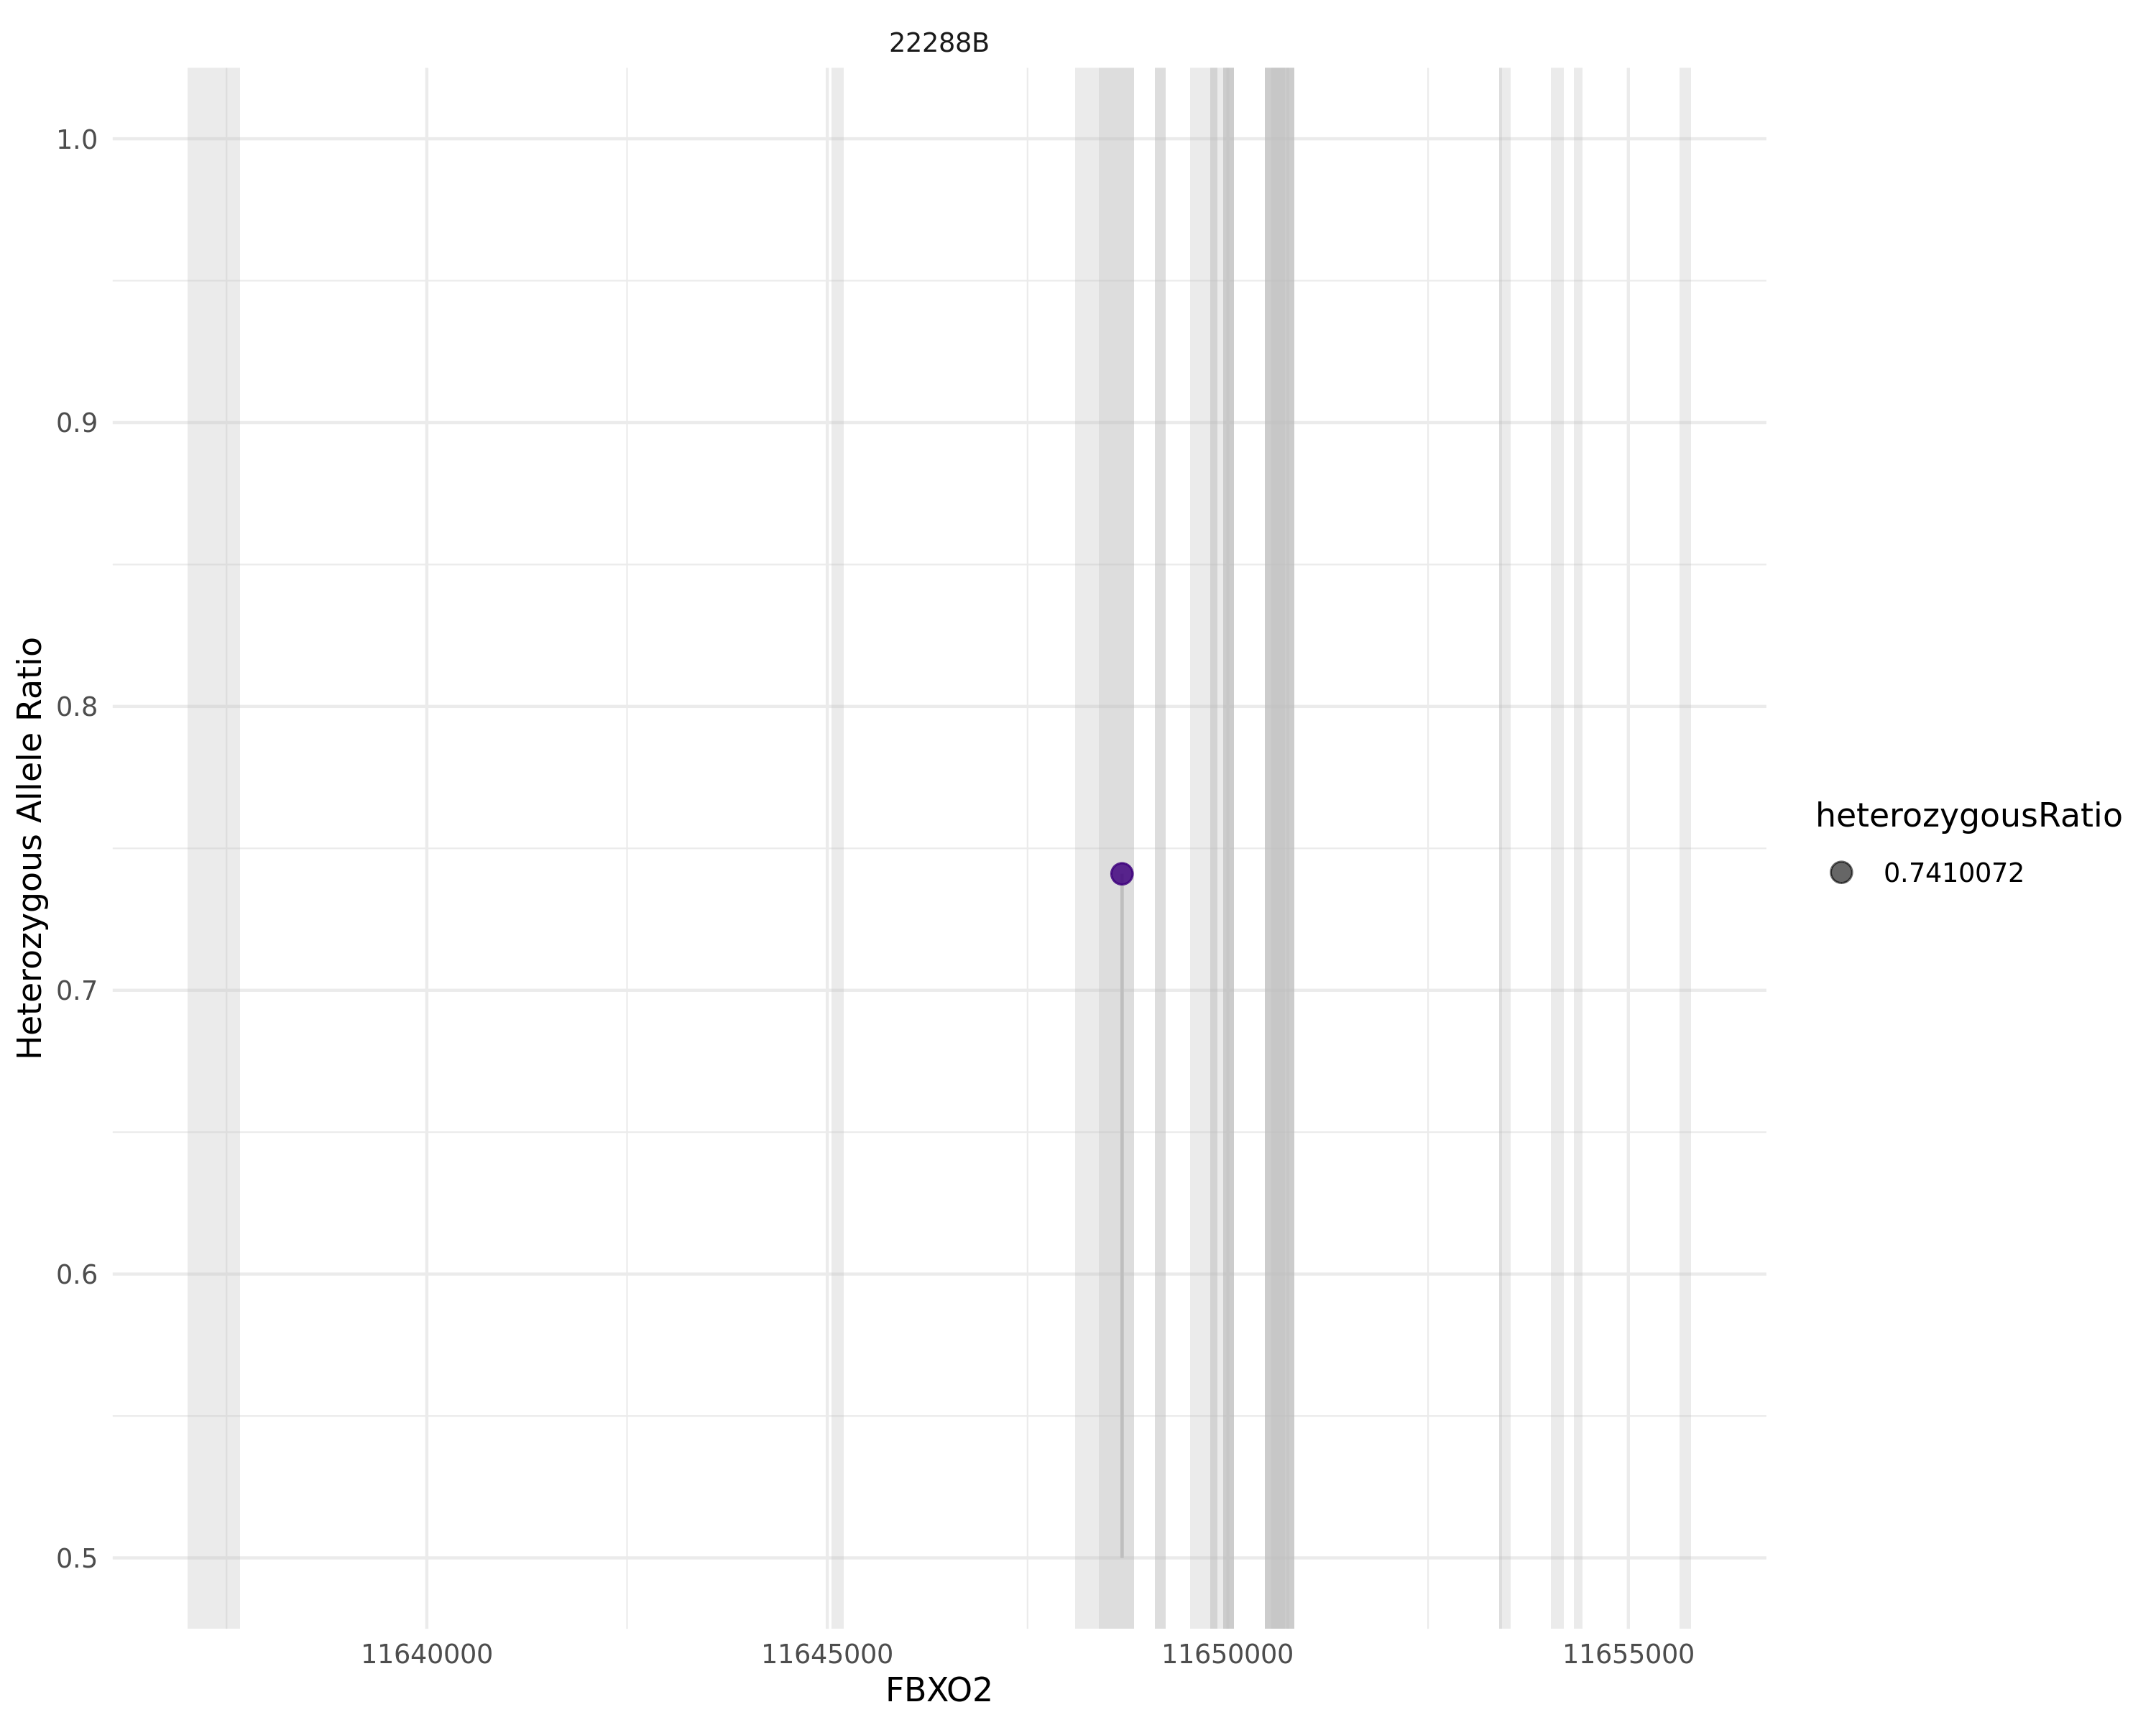 22288B
1.0
0.9
0.8
0.7
0.6
0.5
Heterozygous Allele Ratio
11640000
11645000
11650000
11655000
FBXO2
heterozygousRatio
0.7410072